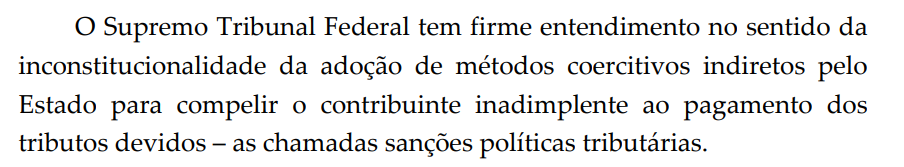 O Supremo Tribunal Federal tem firme entendimento no sentido da
inconstitucionalidade da adoção de métodos coercitivos indiretos pelo
Estado para compelir o contribuinte inadimplente ao pagamento dos
tributos devidos – as chamadas sanções políticas tributárias.